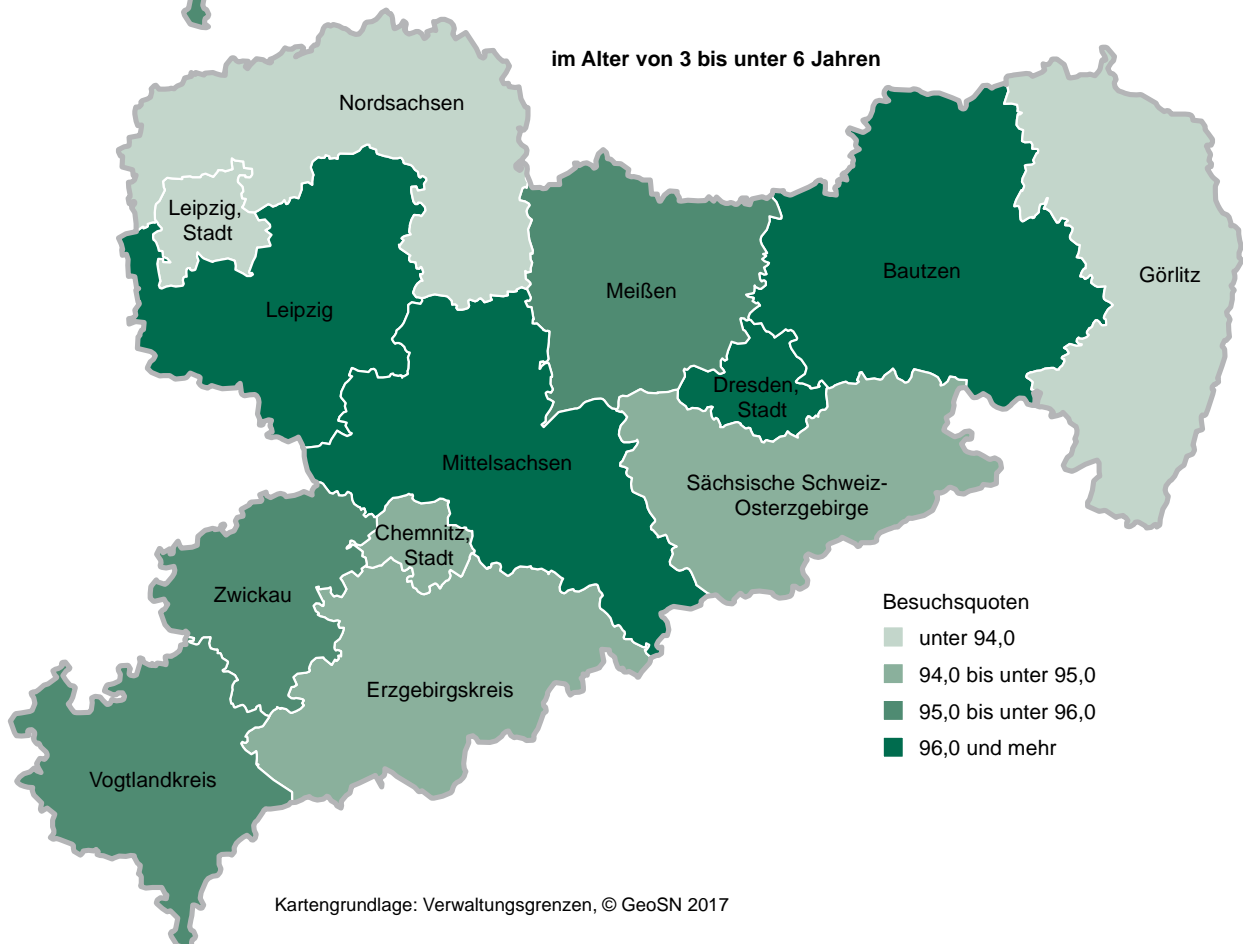 im Alter von 3 bis unter 6 Jahren
Nordsachsen
Leipzig,
Stadt
Bautzen
Görlitz
Meißen
Leipzig
Dresden,
Stadt
Mittelsachsen
Sächsische Schweiz-
Osterzgebirge
Chemnitz,
Stadt
Zwickau
Erzgebirgskreis
Vogtlandkreis
Besuchsquoten
unter 94,0
94,0 bis unter 95,0
95,0 bis unter 96,0
96,0 und mehr
Kartengrundlage: Verwaltungsgrenzen, © GeoSN 2017